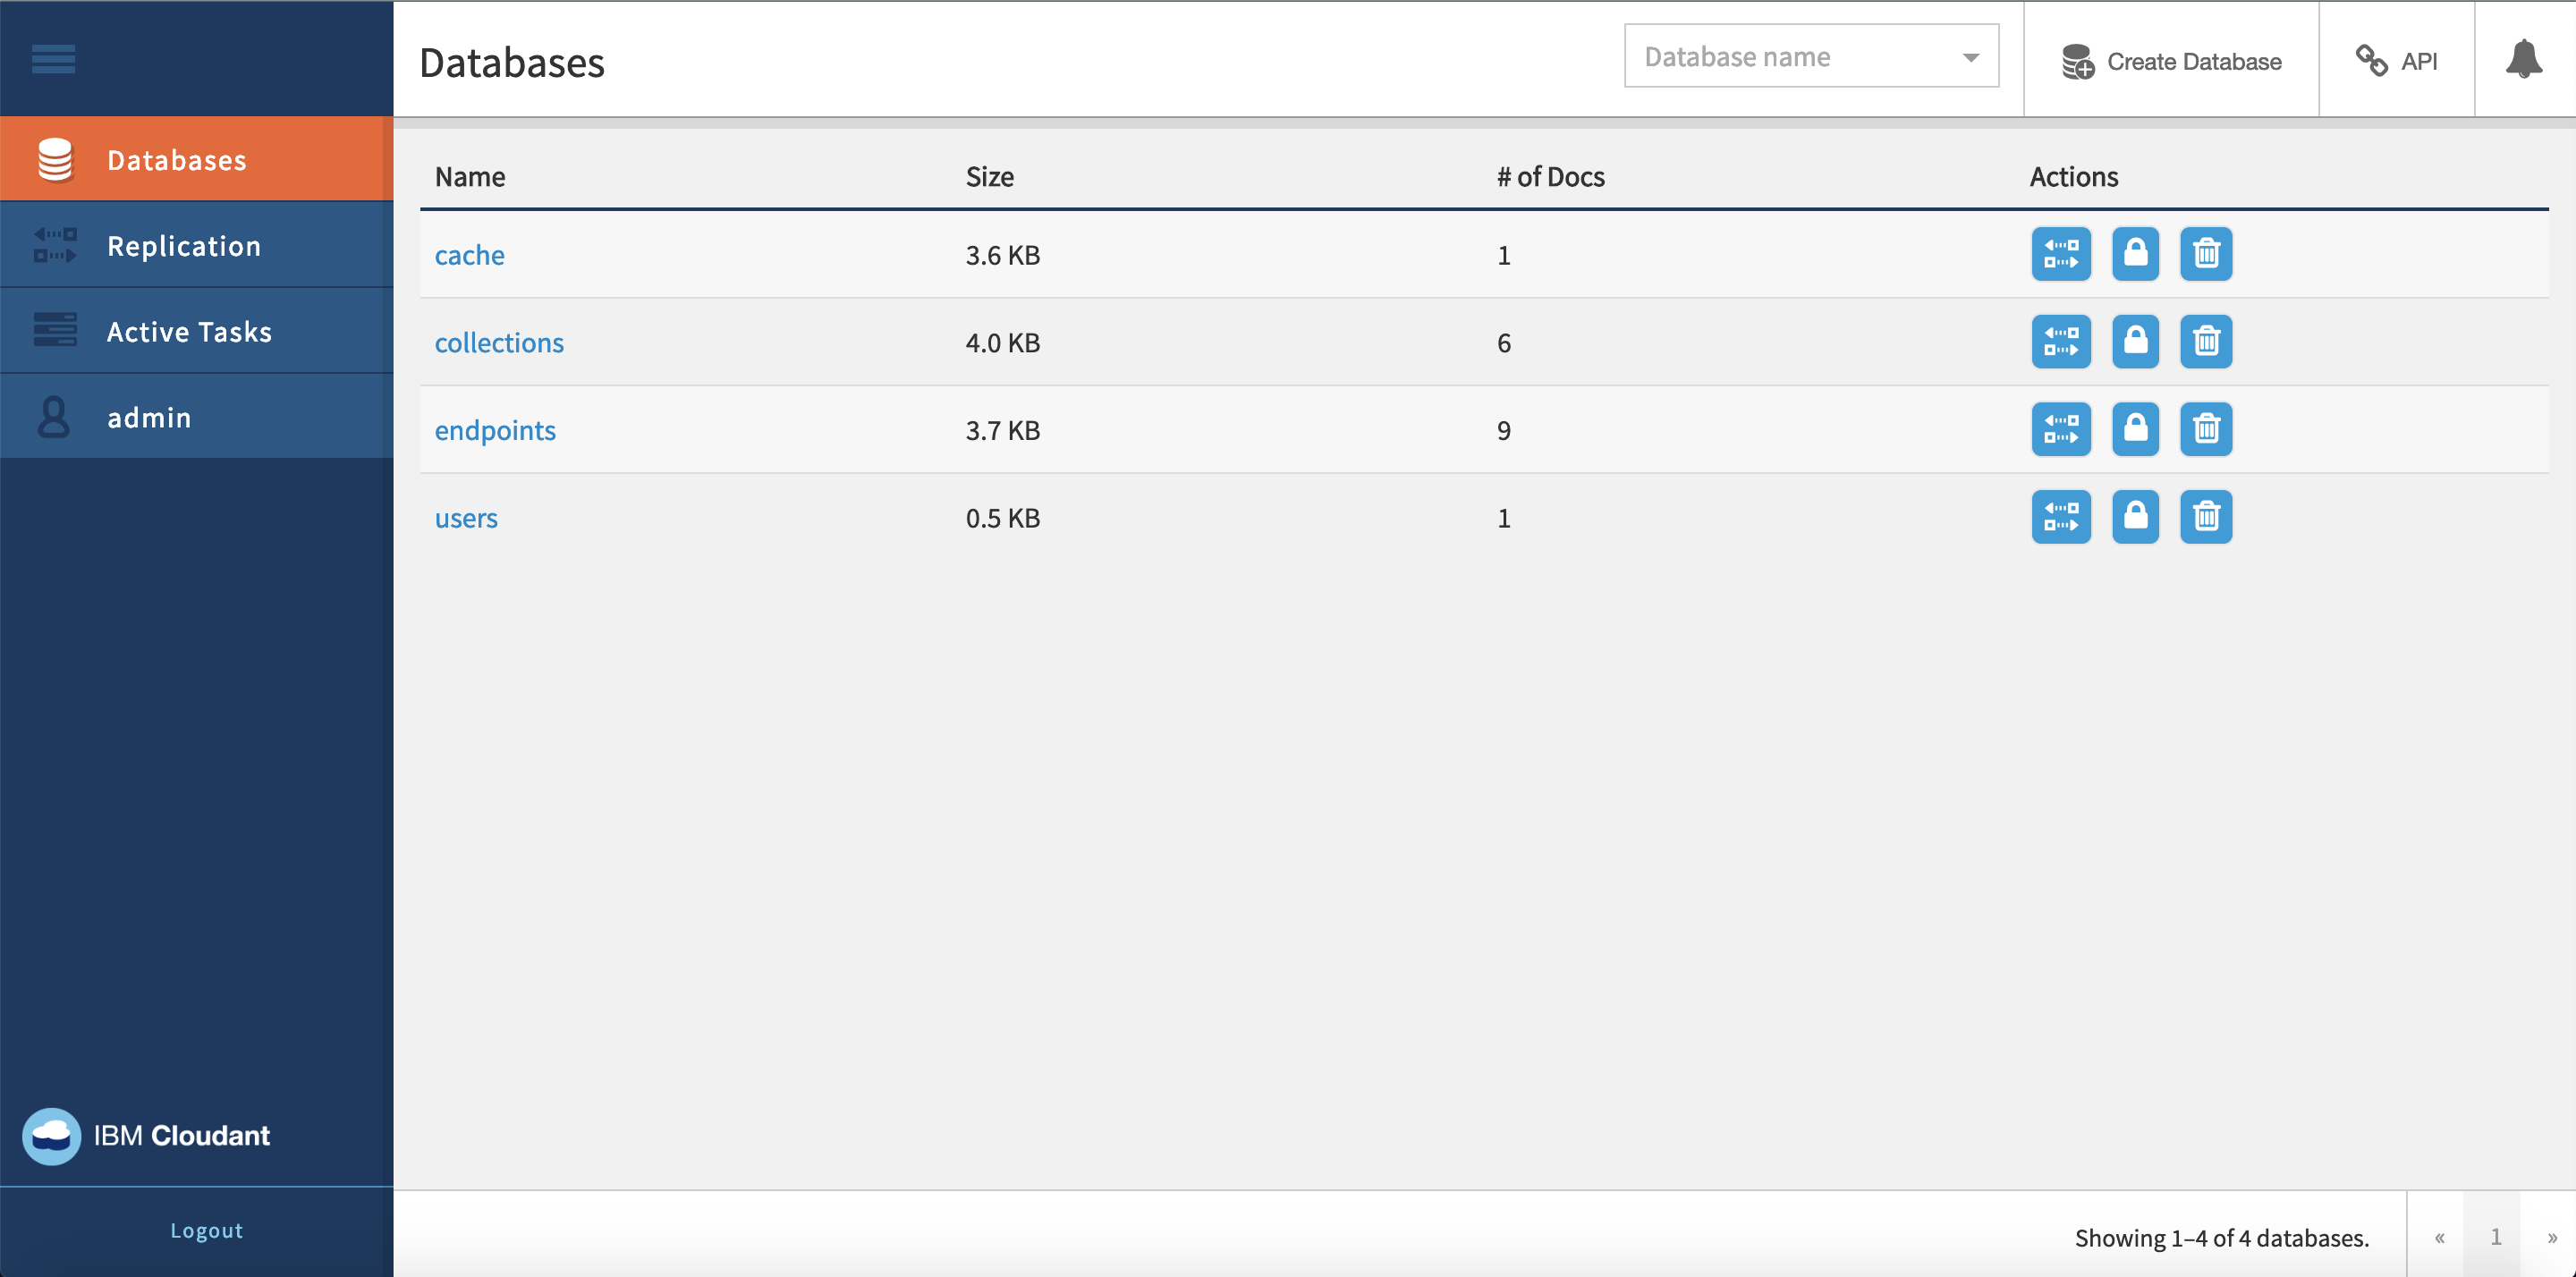 Databases
Database name
Create Database
API
Databases
Replication
Active Tasks
admin
Name Size # of Docs Actions
cache 3.6 KB 1
collections 4.0 KB 6
endpoints 3.7 KB 9
users 0.5 KB 1
IBM Cloudant
Logout
Showing 1–4 of 4 databases.
« 1 »